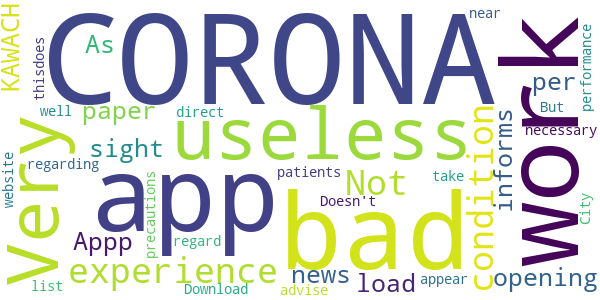 KAWACH
thisdoes
As
CORONA
near
work
performance
well
paper
direct
useless
per
But
necessary
Very
website
regarding
sight
app
precautions
patients
Doesn't
Not
take
condition
informs
City
Appp
regard
bad
experience
news
load
appear
opening
list
Download
advise